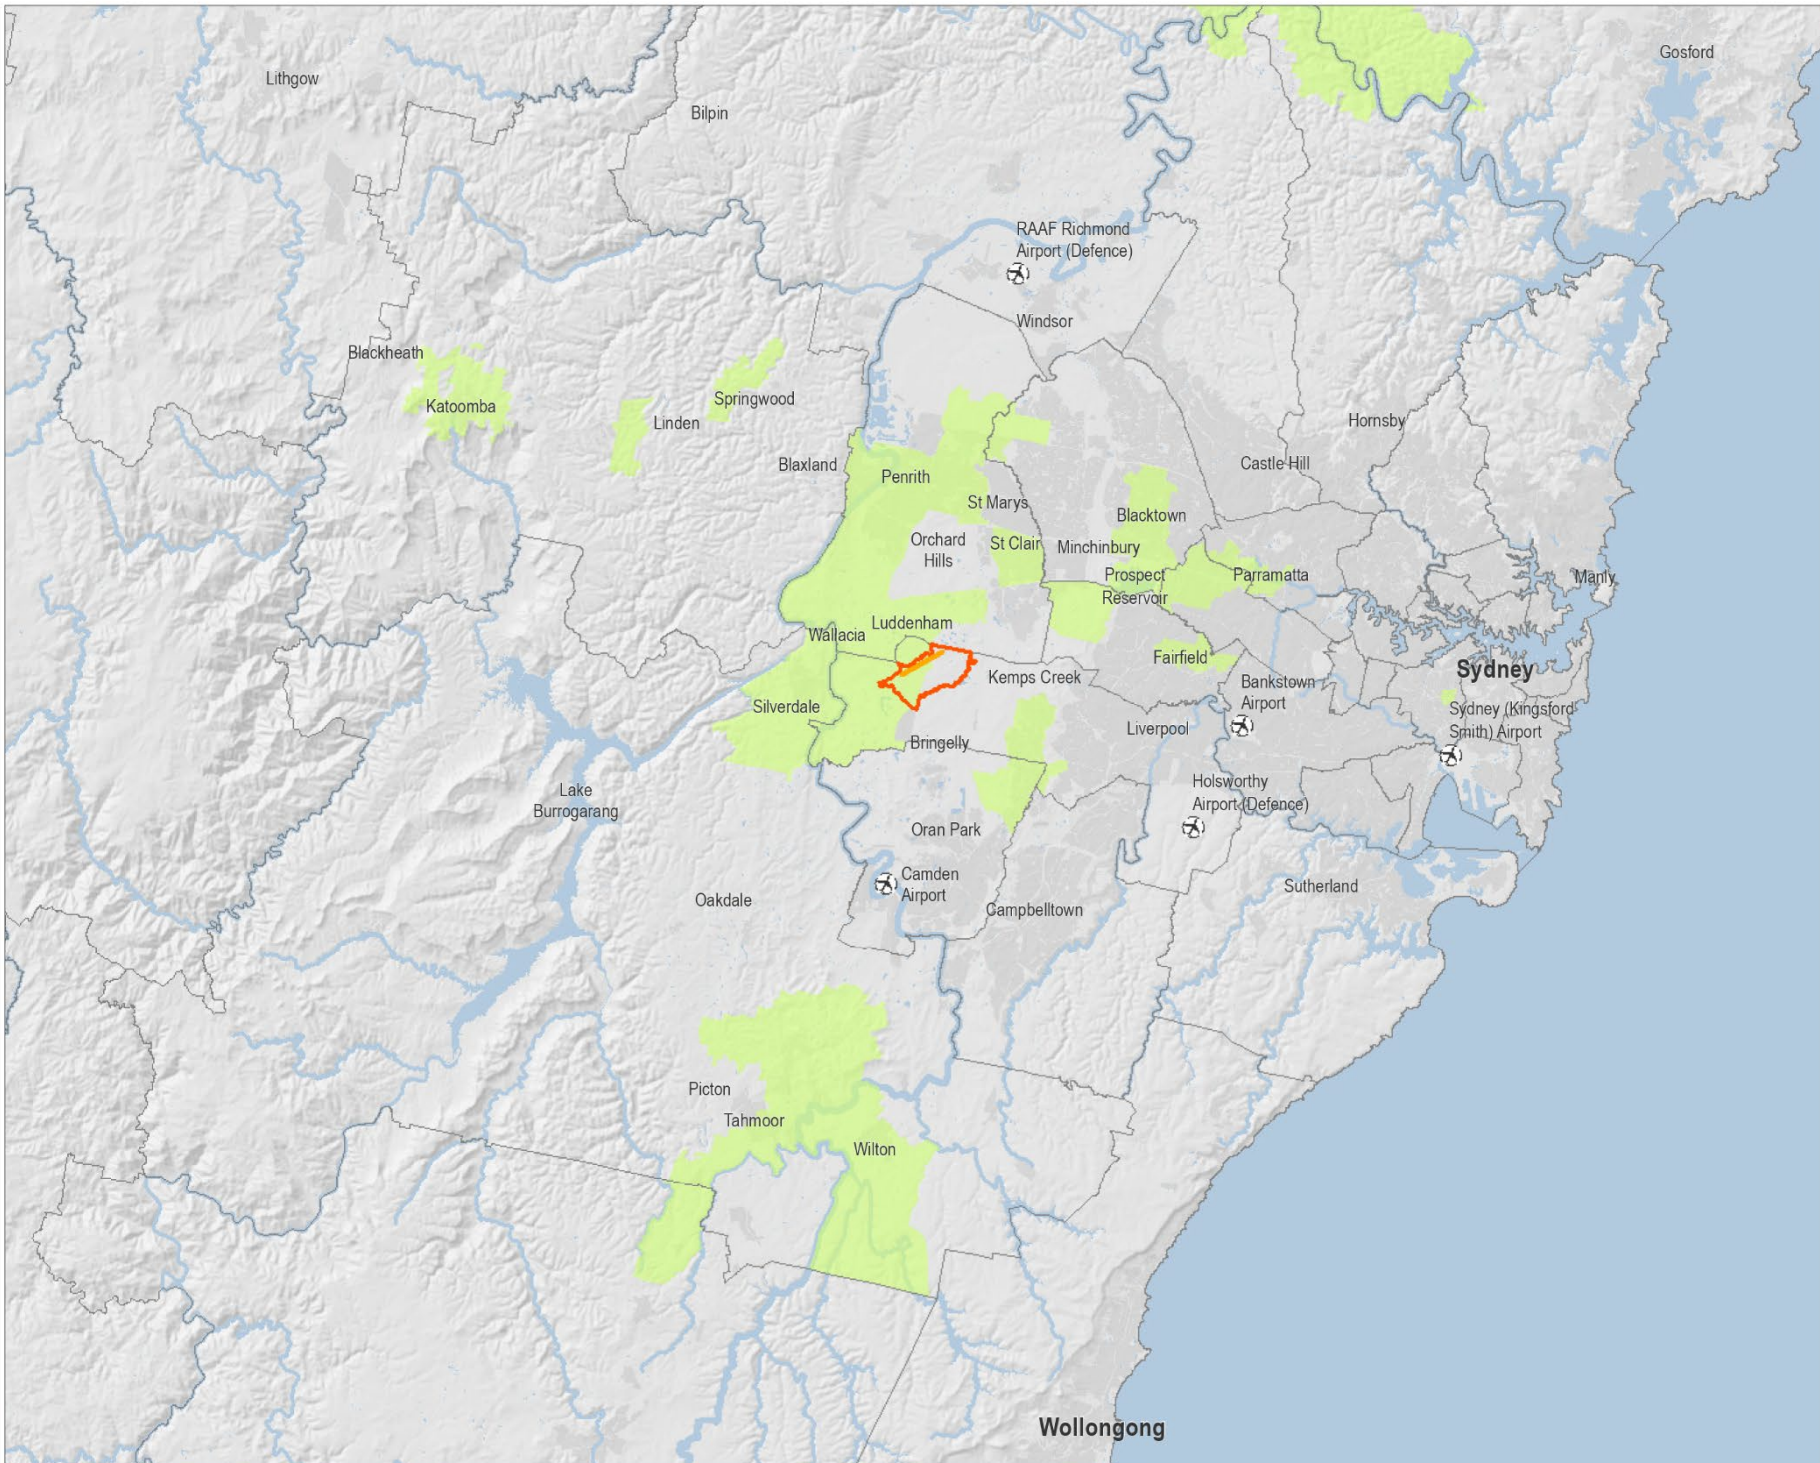 Gosford
Lithgow
Bilpin
RAAF Richmond
Airport (Defence)
Windsor
Blackheath
Katoomba
Springwood
Linden
Hornsby
Blaxland
Castle Hill
Penrith
St Marys
Blacktown
Orchard
Hills
St Clair
Minchinbury
Prospect
Reservoir
Parramatta
Manly
Luddenham
Wallacia
Fairfield
Sydney
Kemps Creek
Bankstown
Airport
Silverdale
Sydney (Kingsford
Smith) Airport
Liverpool
Bringelly
Lake
Burrogarang
Holsworthy
Airport (Defence)
Oran Park
Camden
Airport
Sutherland
Oakdale
Campbelltown
Picton
Tahmoor
Wilton
Wollongong